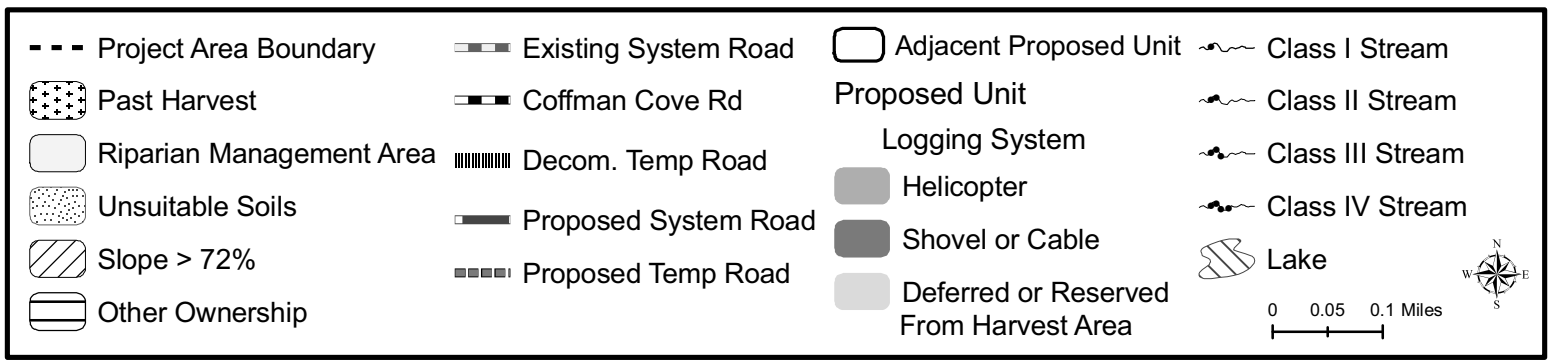 Project Area Boundary
Past Harvest
Riparian Management Area
Unsuitable Soils
Slope > 72%
Other Ownership
Existing System Road
Coffman Cove Rd
Decom. Temp Road
Proposed System Road
Proposed Temp Road
Adjacent Proposed Unit
Proposed Unit
Logging System
Helicopter
Shovel or Cable
Deferred or Reserved
From Harvest Area
Class I Stream
Class II Stream
Class III Stream
Class IV Stream
Lake
N
W E
S
0 0.05 0.1 Miles